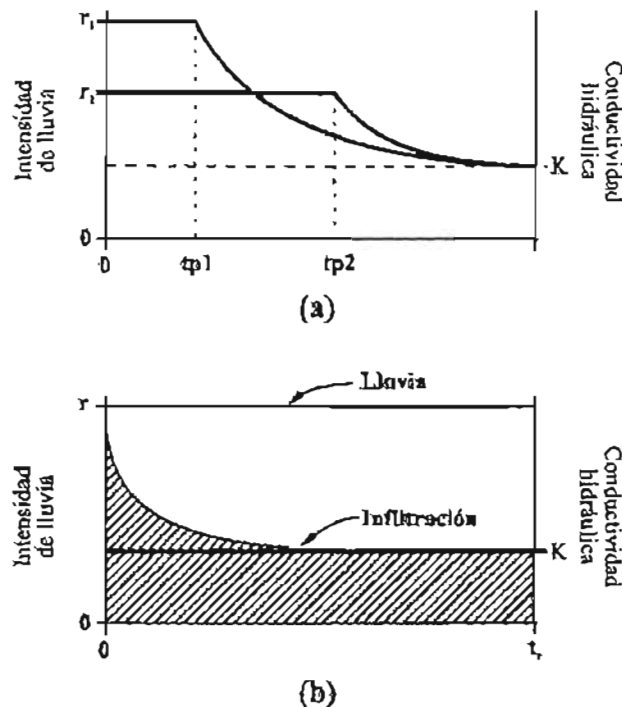 r₁
r₂
0
Intensidad
de lluvia
Conductividad
hidráulica
K
0
tp1
tp2
(a)
Lluvia
r
Intensidad
de lluvia
Infiltración
Conductividad
hidráulica
K
0
0
tᵣ
(b)